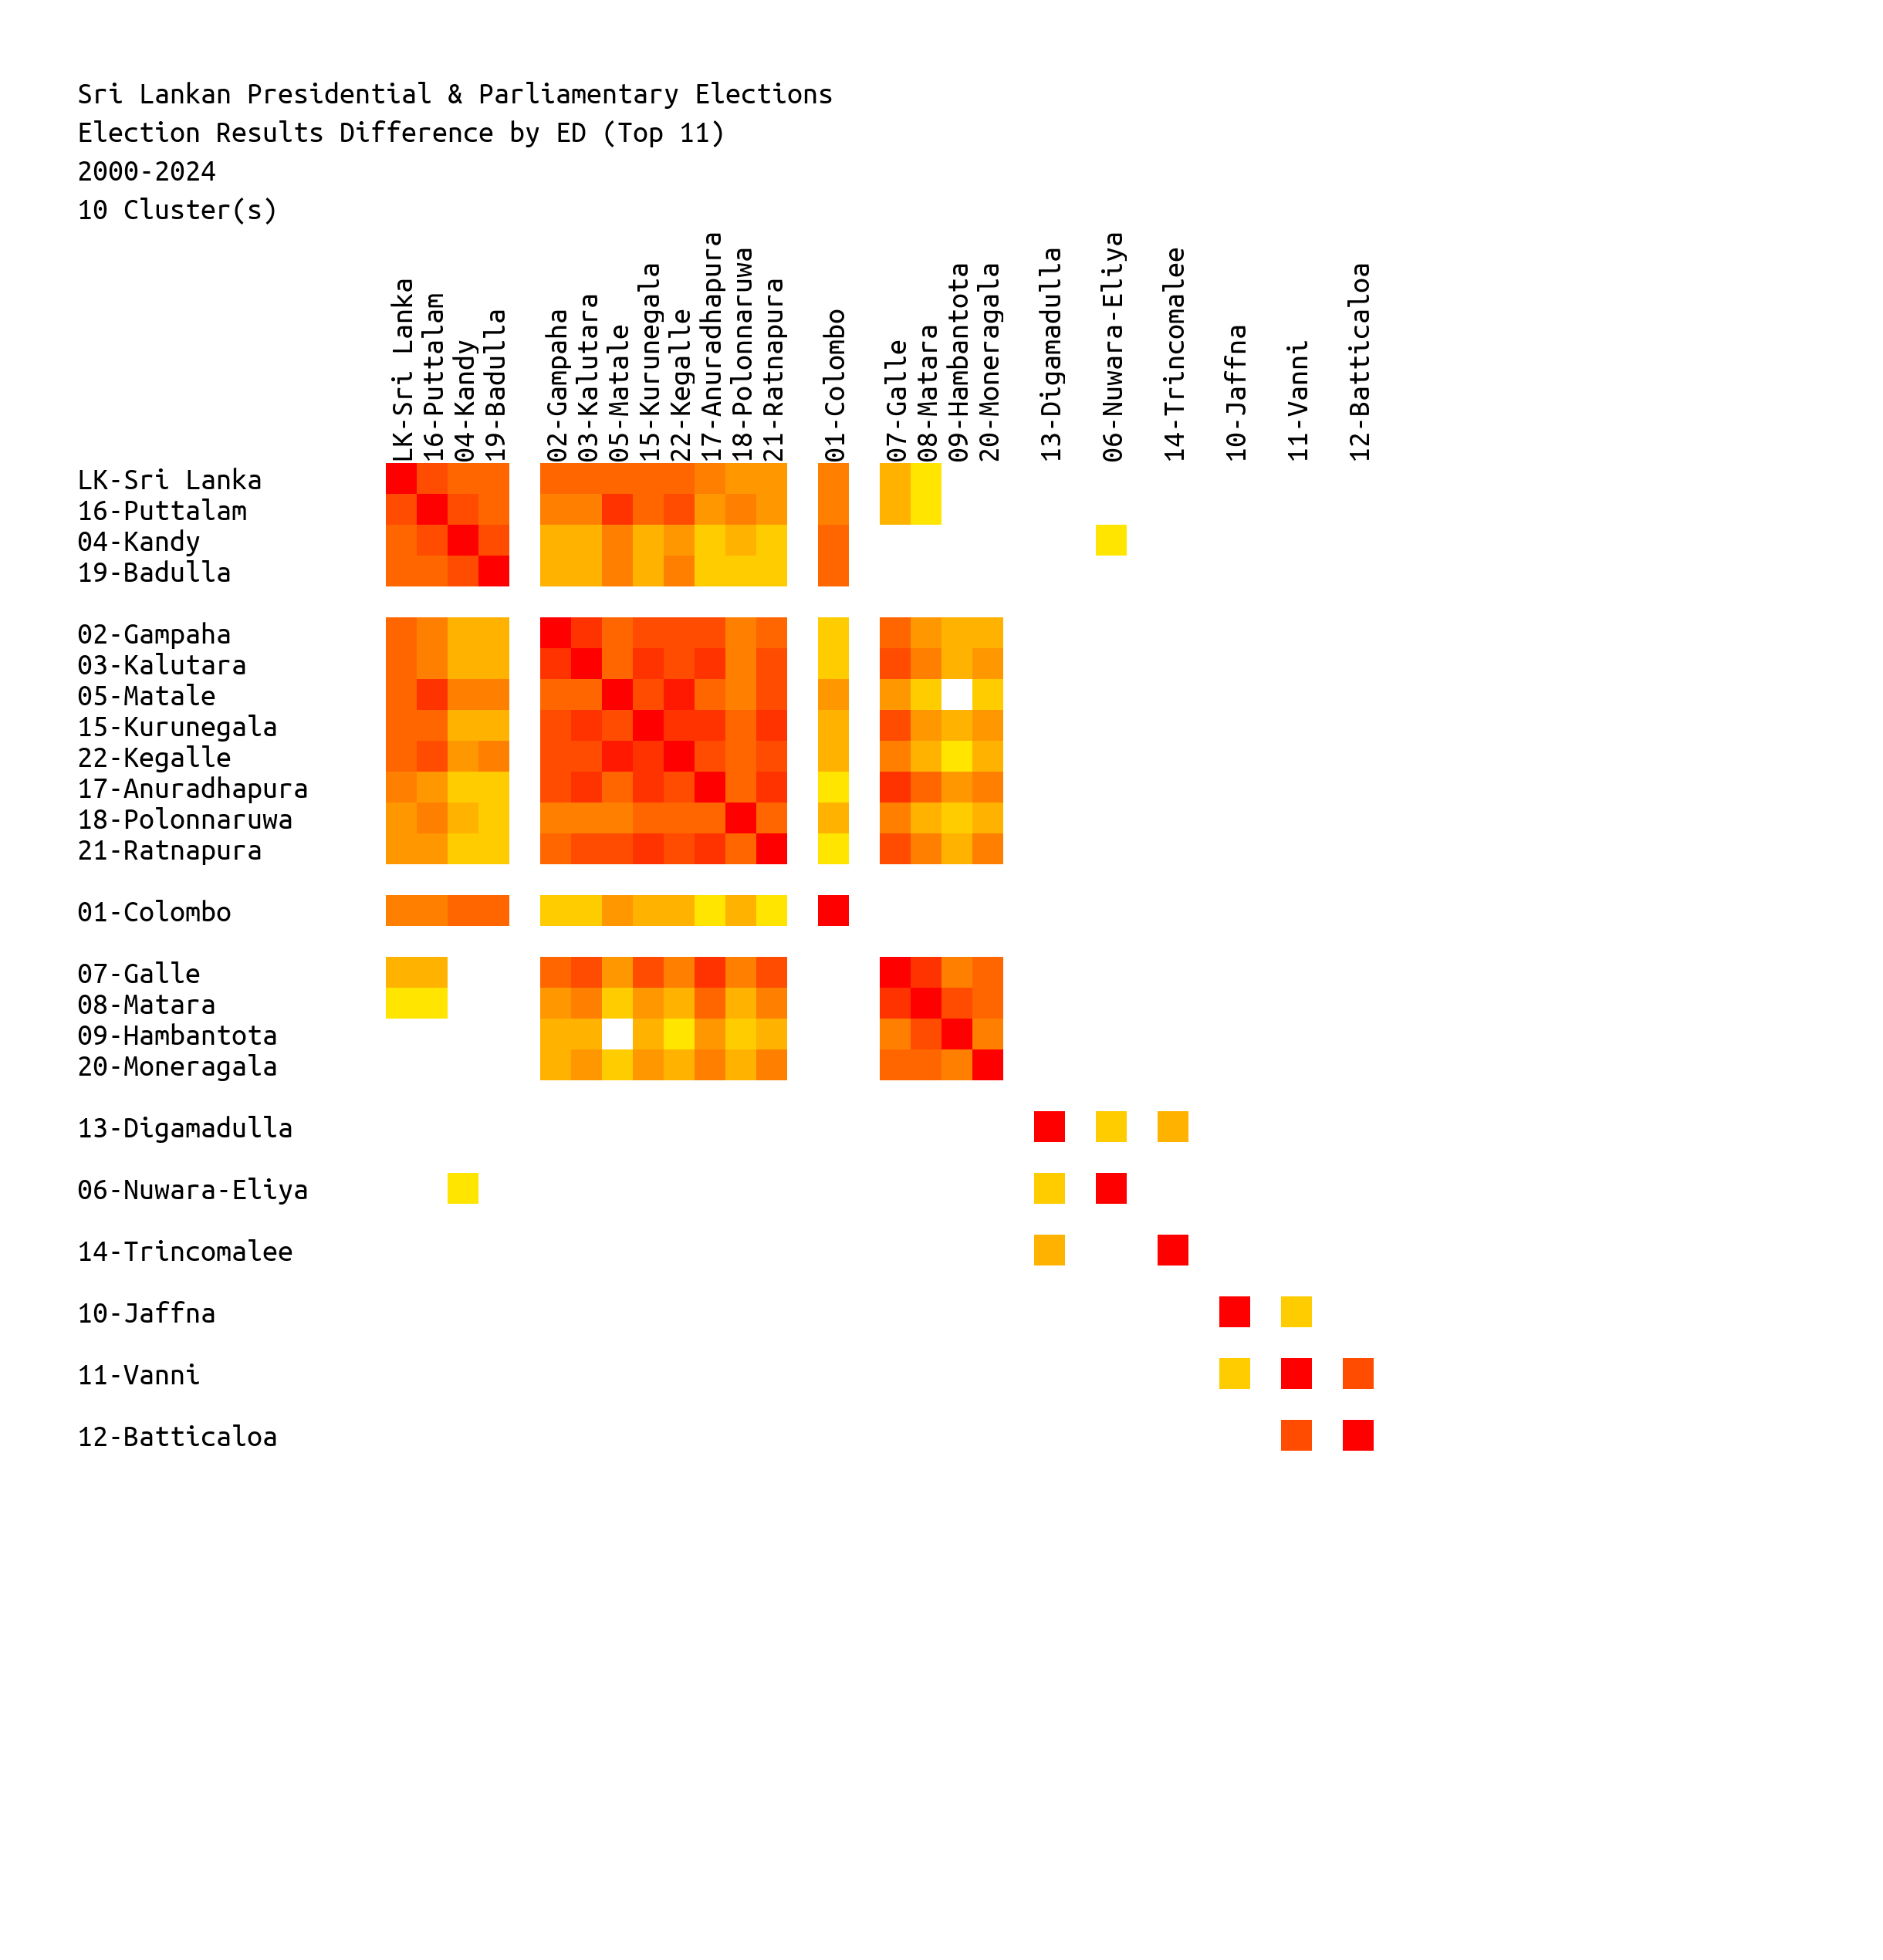 Sri Lankan Presidential & Parliamentary Elections
Election Results Difference by ED (Top 11)
2000-2024
10 Cluster(s)
LK-Sri Lanka
16-Puttalam
04-Kandy
19-Badulla
02-Gampaha
03-Kalutara
05-Matale
15-Kurunegala
22-Kegalle
17-Anuradhapura
18-Polonnaruwa
21-Ratnapura
01-Colombo
07-Galle
08-Matara
09-Hambantota
20-Moneragala
13-Digamadulla
06-Nuwara-Eliya
14-Trincomalee
10-Jaffna
11-Vanni
12-Batticaloa
LK-Sri Lanka
16-Puttalam
04-Kandy
19-Badulla
02-Gampaha
03-Kalutara
05-Matale
15-Kurunegala
22-Kegalle
17-Anuradhapura
18-Polonnaruwa
21-Ratnapura
01-Colombo
07-Galle
08-Matara
09-Hambantota
20-Moneragala
13-Digamadulla
06-Nuwara-Eliya
14-Trincomalee
10-Jaffna
11-Vanni
12-Batticaloa